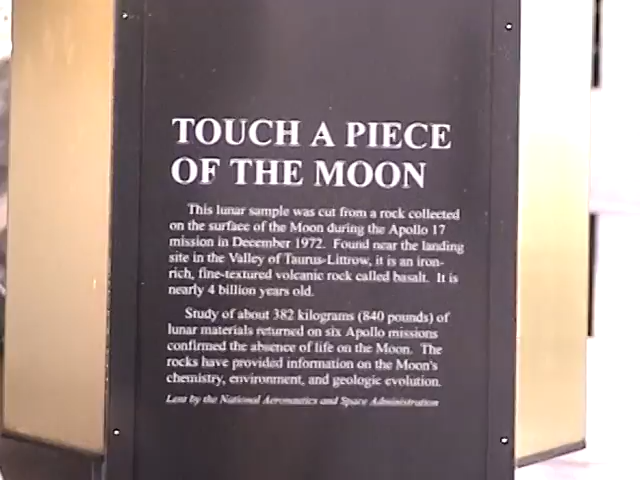 TOUCH A PIECE
OF THE MOON
This lunar sample was cut from a rock collected
on the surface of the Moon during the Apollo 17
mission in December 1972. Found near the landing
site in the Valley of Taurus-Littrow, it is an iron-
rich, fine-textured volcanic rock called basalt. It is
nearly 4 billion years old.
Study of about 382 kilograms (840 pounds) of
lunar materials returned on six Apollo missions
confirmed the absence of life on the Moon. The
rocks have provided information on the Moon's
chemistry, environment, and geologic evolution.
Lent by the National Aeronautics and Space Administration